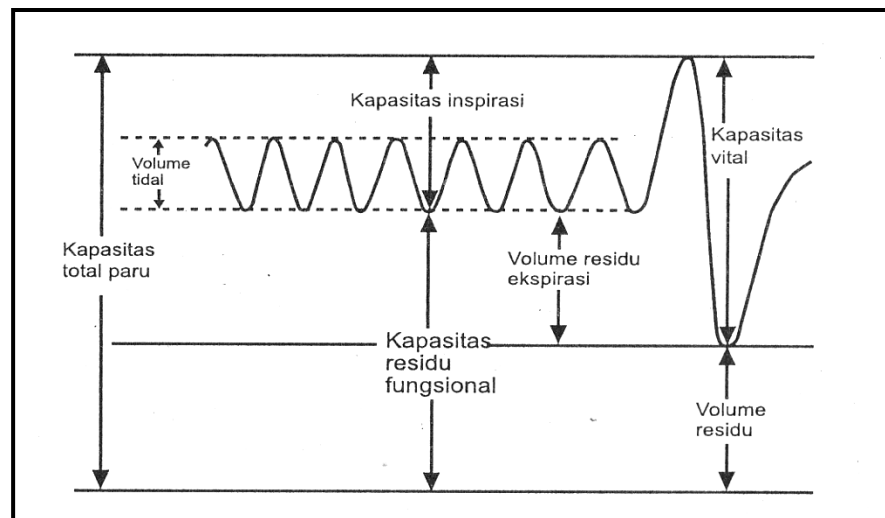 Kapasitas inspirasi
Volume
tidal
Kapasitas
vital
Kapasitas
total paru
Volume residu
ekspirasi
Kapasitas
residu
fungsional
Volume
residu